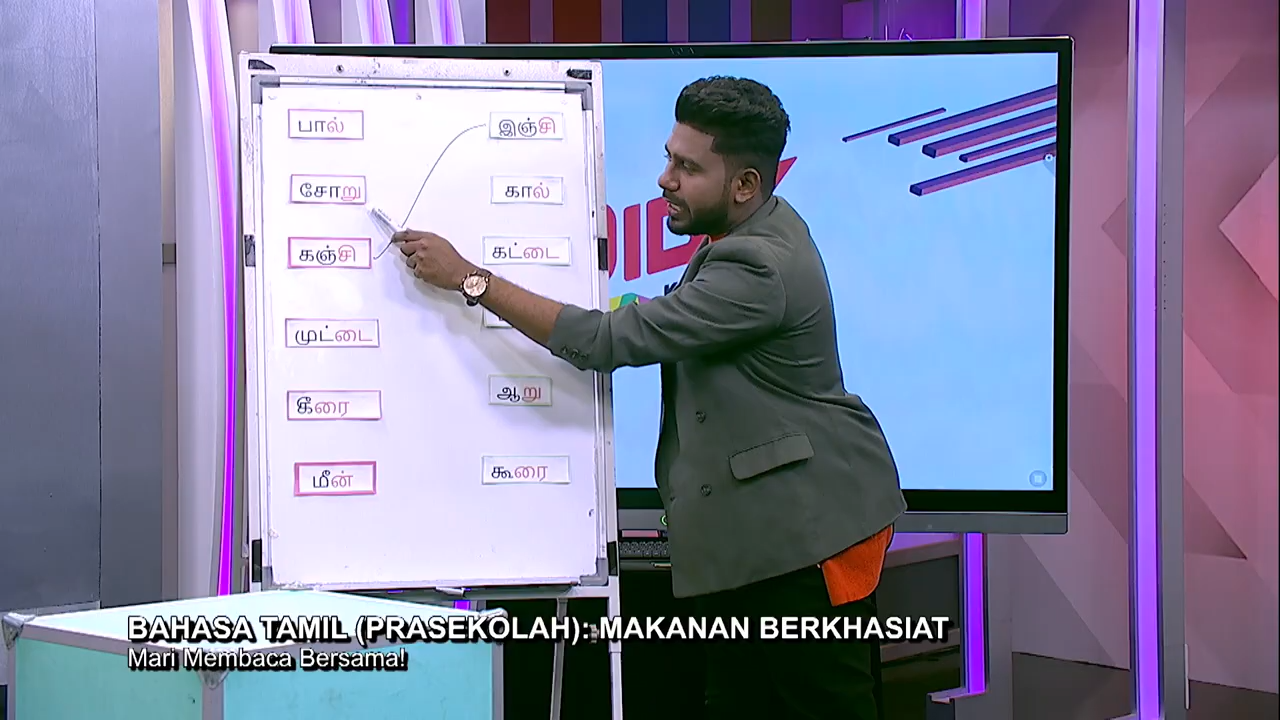 பால்
இஞ்சி
சோறு
கால்
கஞ்சி
கட்டை
முட்டை
கீரை
ஆறு
மீன்
கூரை
BAHASA TAMIL (PRASEKOLAH): MAKANAN BERKHASIAT
Mari Membaca Bersama!